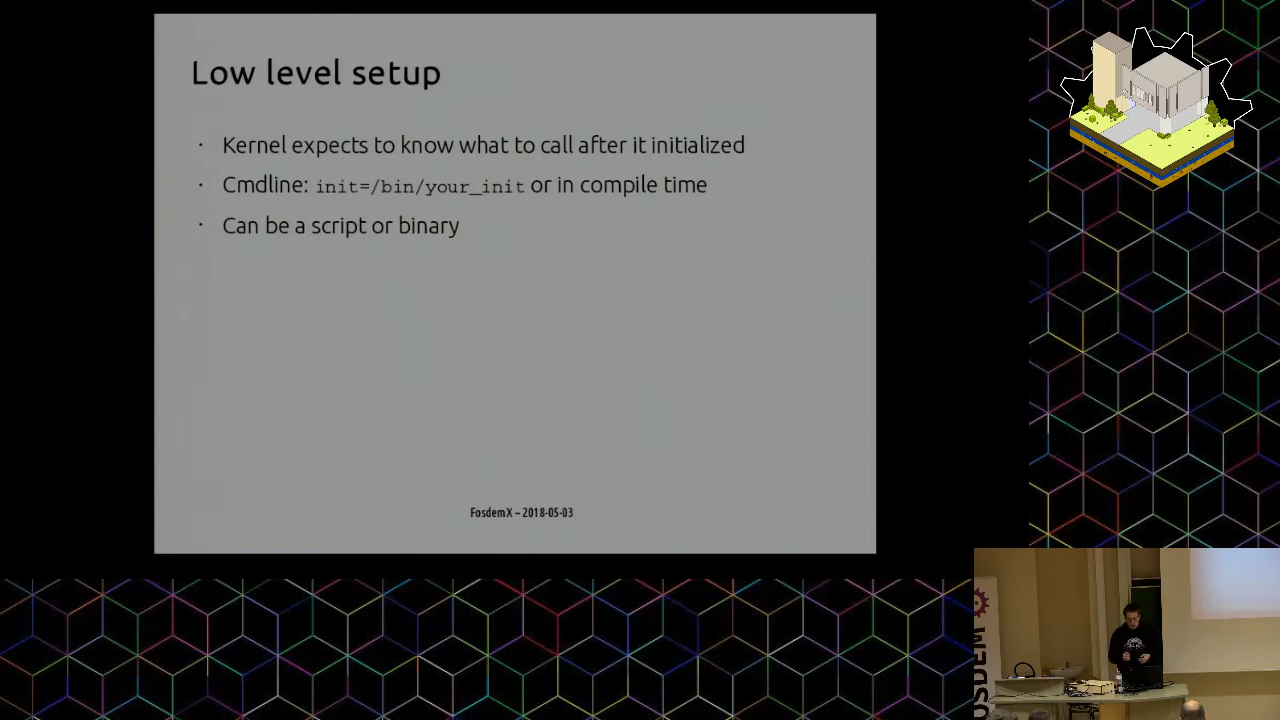 Low level setup
· Kernel expects to know what to call after it initialized
· Cmdline: init=/bin/your_init or in compile time
· Can be a script or binary
FosdemX – 2018-05-03
OSDEM